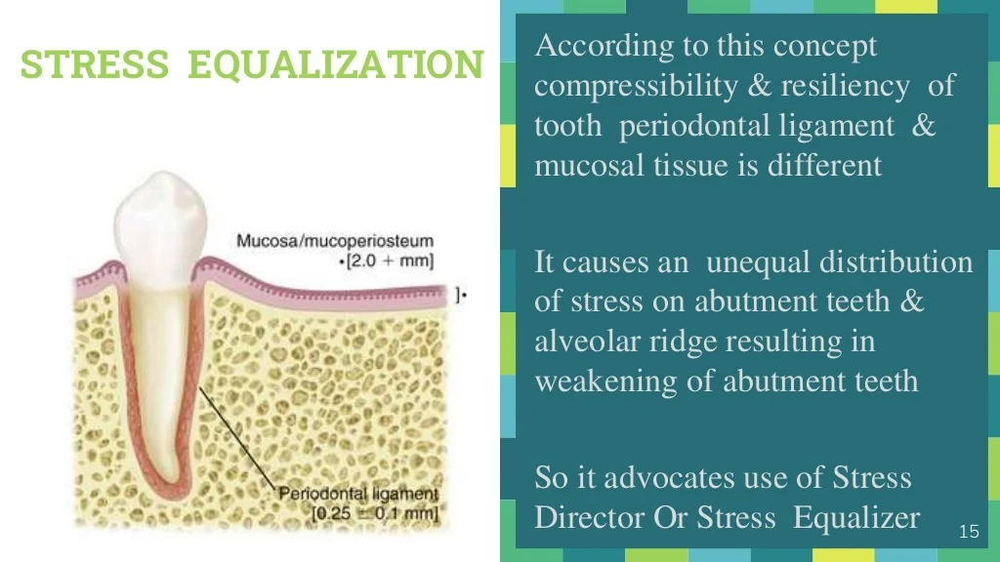 STRESS EQUALIZATION
Mucosa/mucoperiosteum
•[2.0 + mm]
]•
Periodontal ligament
[0.25 ± 0.1 mm]
According to this concept
compressibility & resiliency of
tooth periodontal ligament &
mucosal tissue is different
It causes an unequal distribution
of stress on abutment teeth &
alveolar ridge resulting in
weakening of abutment teeth
So it advocates use of Stress
Director Or Stress Equalizer
15